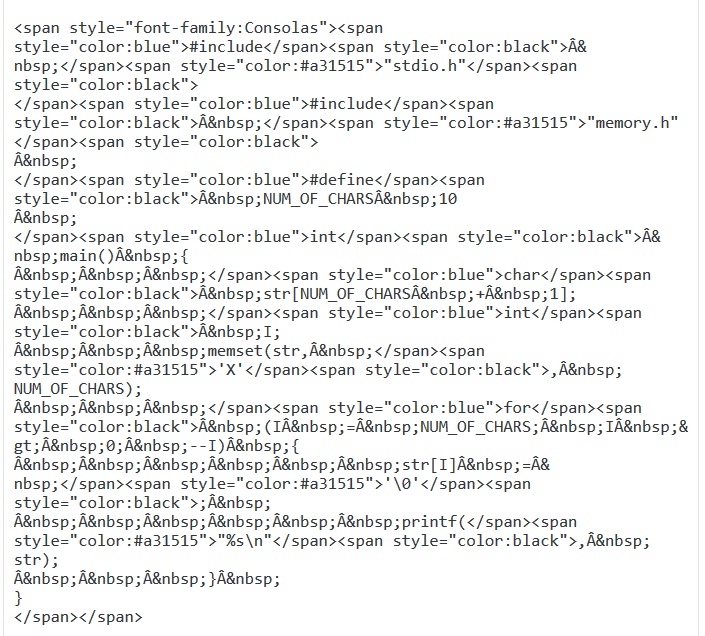 <span style="font-family:Consolas"><span
style="color:blue">#include</span><span style="color:black">Â&
nbsp;</span><span style="color:#a31515">"stdio.h"</span><span
style="color:black">
</span><span style="color:blue">#include</span><span
style="color:black">Â&nbsp;</span><span style="color:#a31515">"memory.h"
</span><span style="color:black">
Â&nbsp;
</span><span style="color:blue">#define</span><span
style="color:black">Â&nbsp;NUM_OF_CHARSÂ&nbsp;10
Â&nbsp;
</span><span style="color:blue">int</span><span style="color:black">Â&
nbsp;main()Â&nbsp;{
Â&nbsp;Â&nbsp;Â&nbsp;</span><span style="color:blue">char</span><span
style="color:black">Â&nbsp;str[NUM_OF_CHARSÂ&nbsp;+Â&nbsp;1];
Â&nbsp;Â&nbsp;Â&nbsp;</span><span style="color:blue">int</span><span
style="color:black">Â&nbsp;I;
Â&nbsp;Â&nbsp;Â&nbsp;memset(str,Â&nbsp;</span><span
style="color:#a31515">'X'</span><span style="color:black">,Â&nbsp;
NUM_OF_CHARS);
Â&nbsp;Â&nbsp;Â&nbsp;</span><span style="color:blue">for</span><span
style="color:black">Â&nbsp;(IÂ&nbsp;=Â&nbsp;NUM_OF_CHARS;Â&nbsp;IÂ&nbsp;&
gt;Â&nbsp;0;Â&nbsp;--I)Â&nbsp;{
Â&nbsp;Â&nbsp;Â&nbsp;Â&nbsp;Â&nbsp;Â&nbsp;str[I]Â&nbsp;=Â&
nbsp;</span><span style="color:#a31515">'\0'</span><span
style="color:black">;Â&nbsp;
Â&nbsp;Â&nbsp;Â&nbsp;Â&nbsp;Â&nbsp;Â&nbsp;printf(</span><span
style="color:#a31515">"%s\n"</span><span style="color:black">,Â&nbsp;
str);
Â&nbsp;Â&nbsp;Â&nbsp;}Â&nbsp;
}
</span></span>